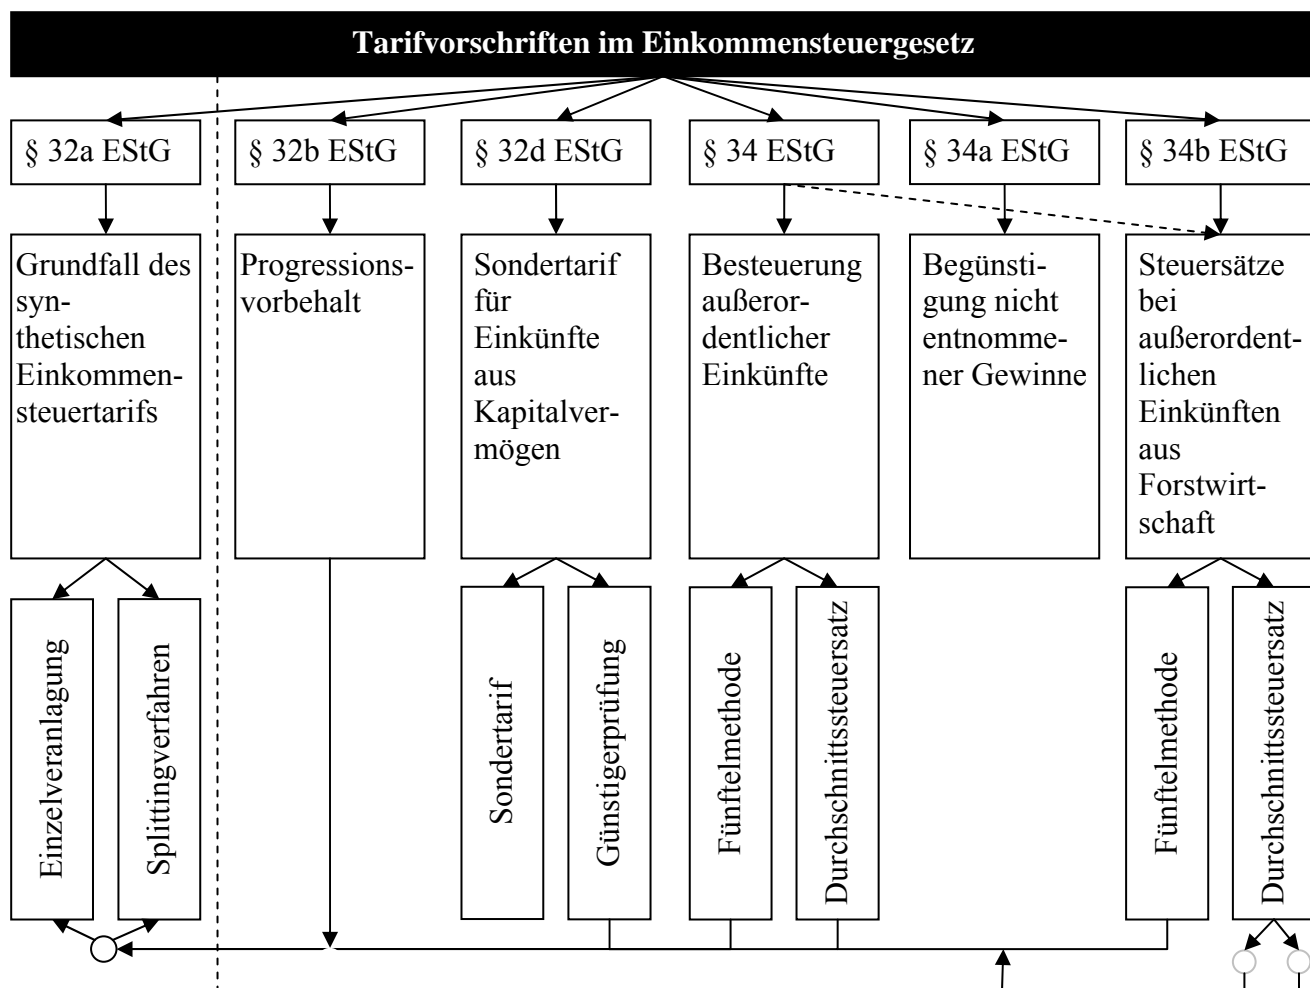 Tarifvorschriften im Einkommensteuergesetz
§ 32a EStG
§ 32b EStG
§ 32d EStG
§ 34 EStG
§ 34a EStG
§ 34b EStG
Grundfall des
syn-
thetischen
Einkommen-
steuertarifs
Progressions-
vorbehalt
Sondertarif
für
Einkünfte
aus
Kapitalver-
mögen
Besteuerung
außeror-
dentlicher
Einkünfte
Begünsti-
gung nicht
entnomme-
ner Gewinne
Steuersätze
bei
außerordent-
lichen
Einkünften
aus
Forstwirt-
schaft
Einzelveranlagung
Splittingverfahren
Sondertarif
Günstigerprüfung
Fünftelmethode
Durchschnittssteuersatz
Fünftelmethode
Durchschnittssteuersatz